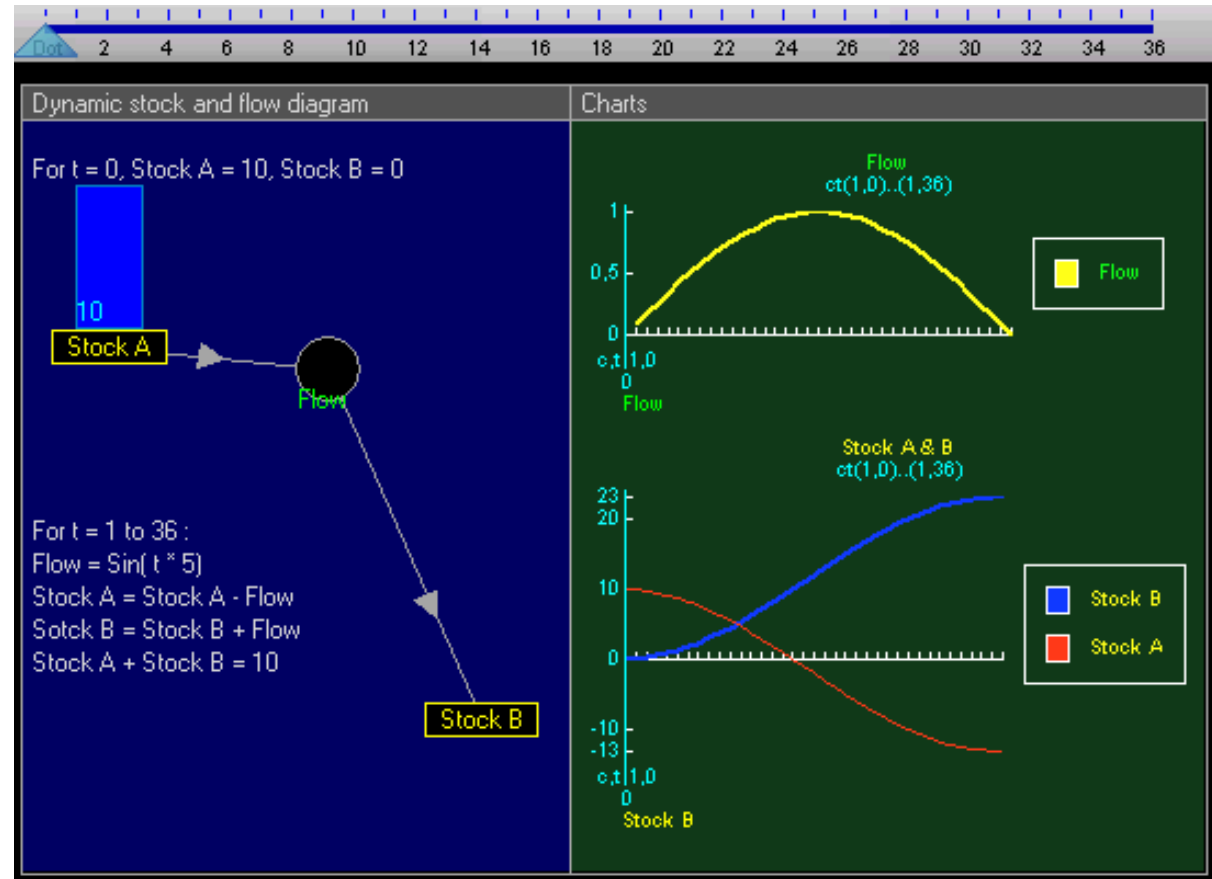 Dot 2 4 6 8 10 12 14 16 18 20 22 24 26 28 30 32 34 36
Dynamic stock and flow diagram
For t = 0, Stock A = 10, Stock B = 0
10
Stock A
Flow
For t = 1 to 36 :
Flow = Sin( t * 5)
Stock A = Stock A - Flow
Sotck B = Stock B + Flow
Stock A + Stock B = 10
Stock B
Charts
Flow
ct(1,0)..(1,36)
1
0,5
0
c,t 1,0
0
Flow
Flow
Stock A & B
ct(1,0)..(1,36)
23
20
10
0
-10
-13
c,t 1,0
0
Stock B
Stock B
Stock A